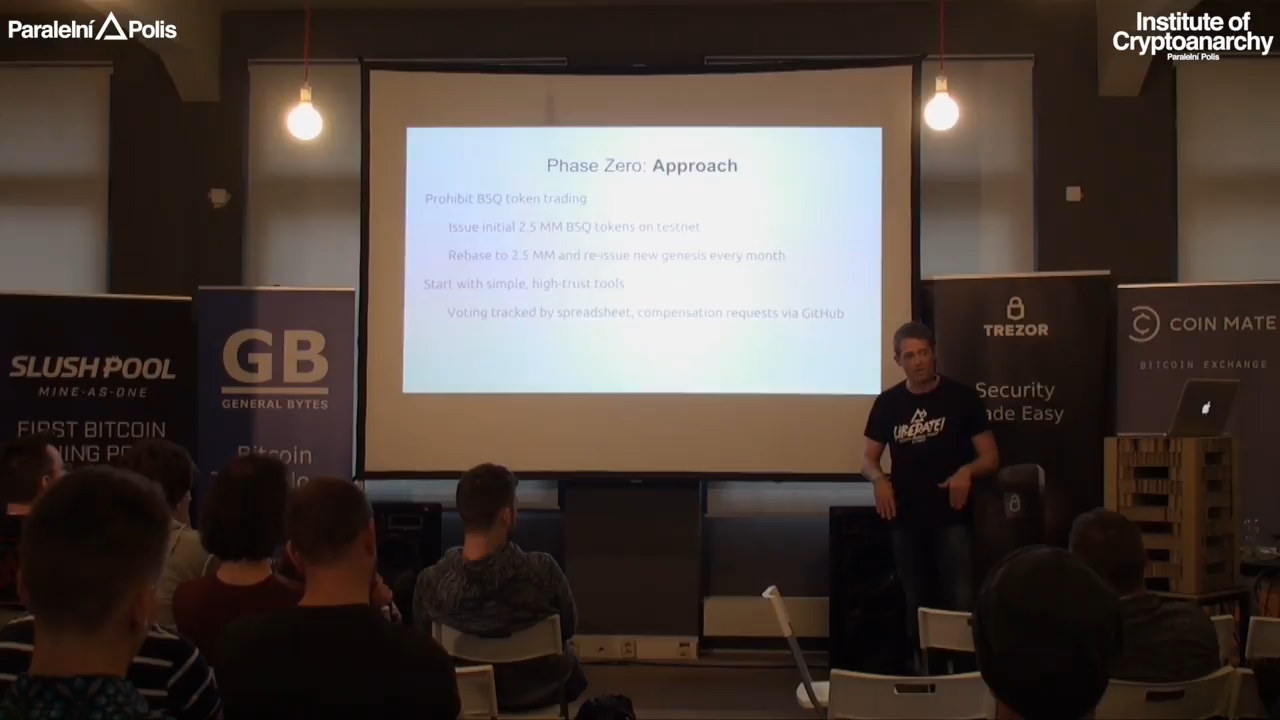 Paralelní Polis
Institute of
Cryptoanarchy
Paralelní Polis
Phase Zero: Approach
Prohibit BSQ token trading
Issue initial 2.5 MM BSQ tokens on testnet
Rebase to 2.5 MM and re-issue new genesis every month
Start with simple, high-trust tools
Voting tracked by spreadsheet, compensation requests via GitHub
SLUSH POOL
MINE-AS-ONE
FIRST BITCOIN
GB
GENERAL BYTES
Bitcoin
LIBERATE!
TREZOR
Security
COIN MATE
BITCOIN EXCHANGE